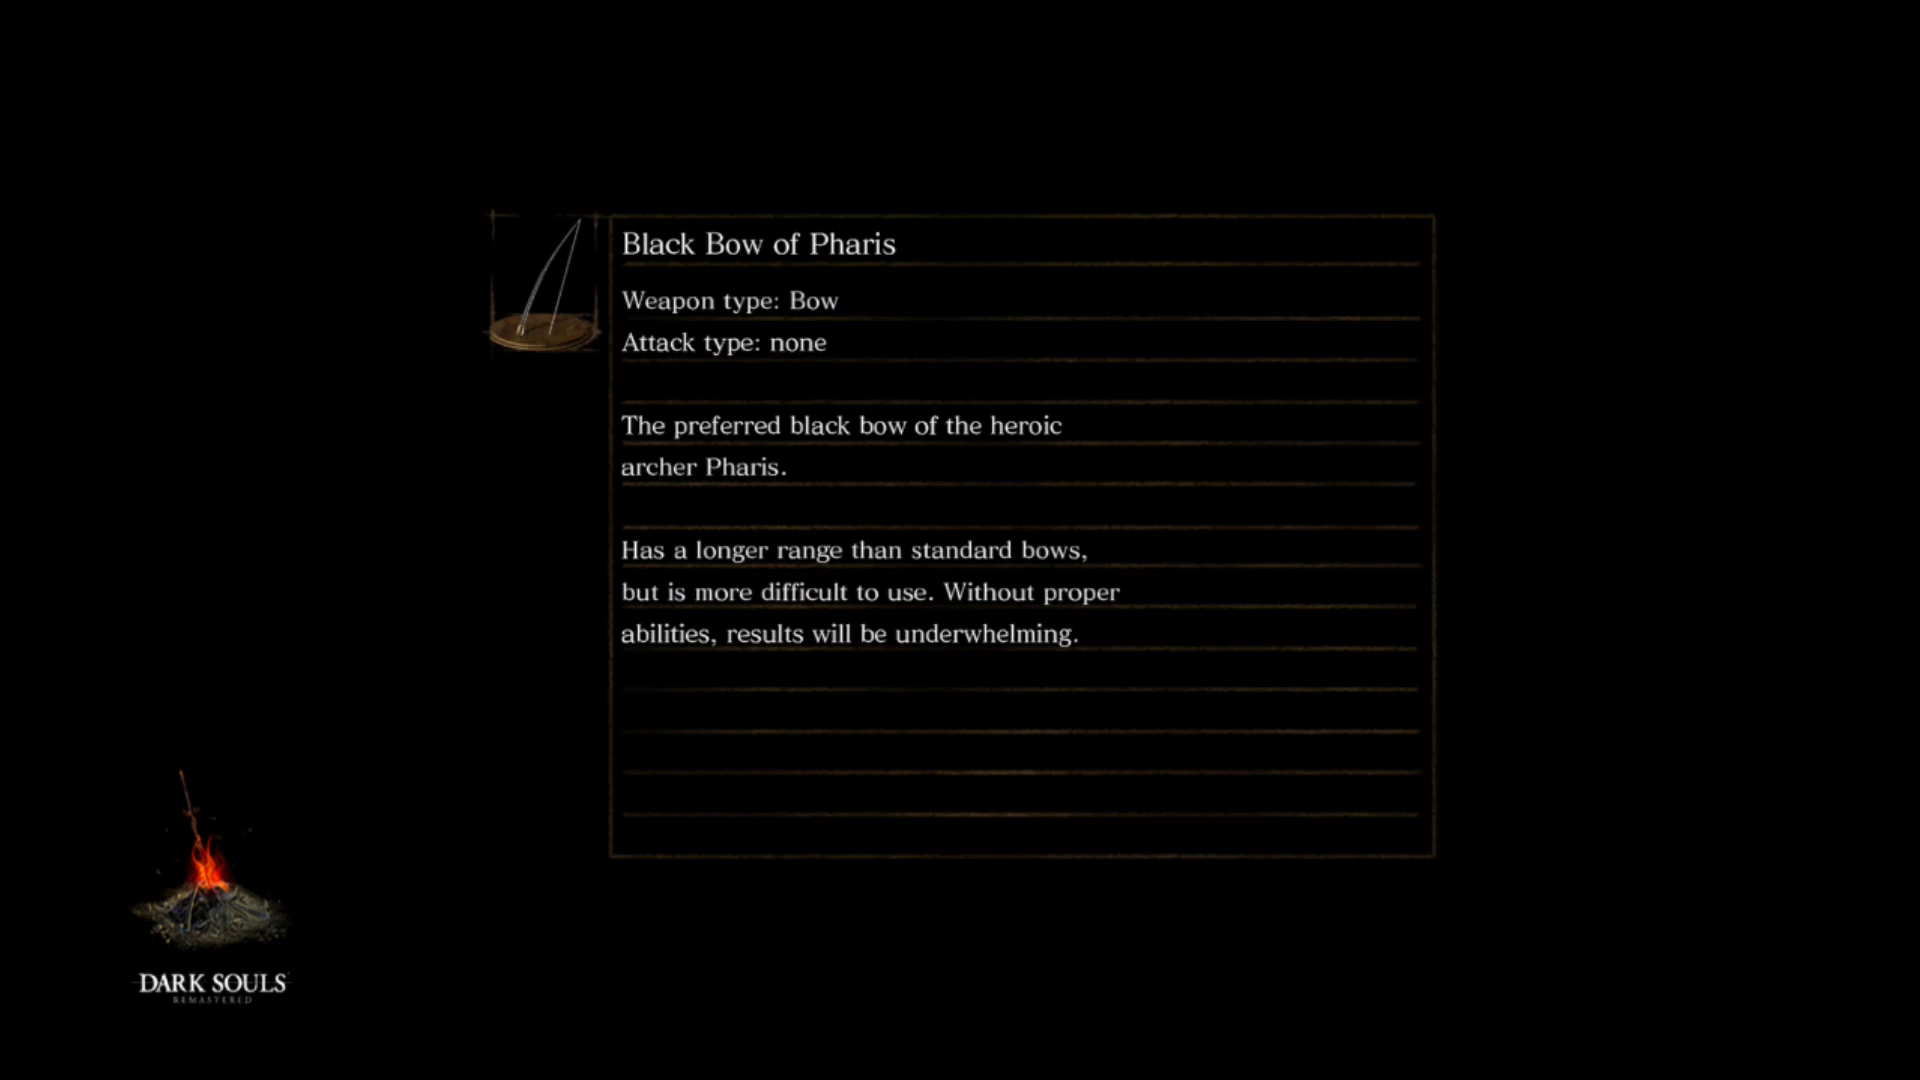 Black Bow of Pharis
Weapon type: Bow
Attack type: none
The preferred black bow of the heroic
archer Pharis.
Has a longer range than standard bows,
but is more difficult to use. Without proper
abilities, results will be underwhelming.
DARK SOULS
REMASTERED